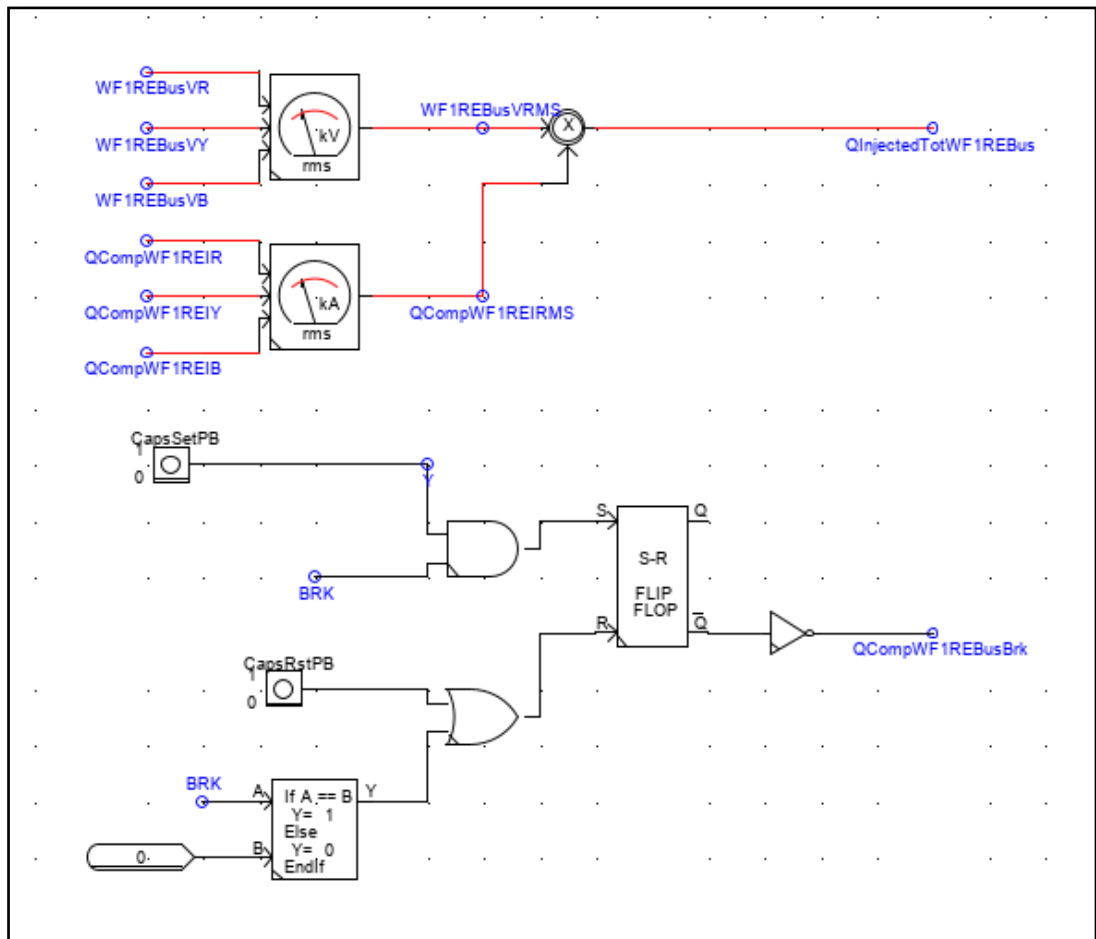 WF1REBusVR
WF1REBusVY
WF1REBusVB
kV
rms
WF1REBusVRMS
X
QInjectedTotWF1REBus
QCompWF1REIR
QCompWF1REIY
QCompWF1REIB
kA
rms
QCompWF1REIRMS
CapsSetPB
1
0
Y
BRK
S
Q
S-R
FLIP
FLOP
R
Q
QCompWF1REBusBrk
CapsRstPB
1
0
BRK
A
B
0
If A == B
Y= 1
Else
Y= 0
EndIf
Y